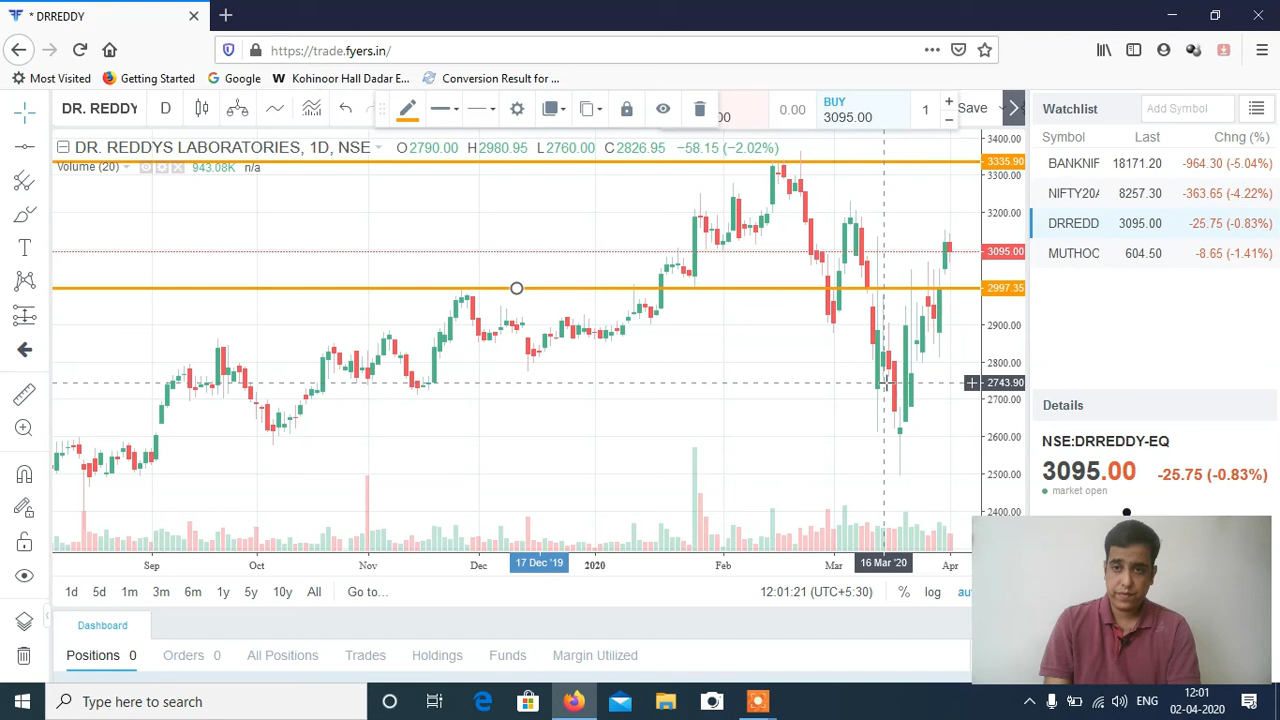 * DRREDDY
https://trade.fyers.in/
Most Visited
Getting Started
Google
Kohinoor Hall Dadar E...
Conversion Result for ...
DR. REDDY
D
00
0.00
BUY
3095.00
1
Save
DR. REDDYS LABORATORIES, 1D, NSE
O2790.00 H2980.95 L2760.00 C2826.95 −58.15 (−2.02%)
Volume (20)
943.08K n/a
3400.00
3335.90
3300.00
3200.00
3095.00
2997.35
2900.00
2800.00
2743.90
2700.00
2600.00
2500.00
2400.00
Sep
Oct
Nov
Dec
17 Dec '19
2020
Feb
Mar
16 Mar '20
Apr
1d 5d 1m 3m 6m 1y 5y 10y All Go to...
12:01:21 (UTC+5:30) % log au
Dashboard
Positions 0 Orders 0 All Positions Trades Holdings Funds Margin Utilized
Watchlist
Add Symbol
Symbol Last Chng (%)
BANKNIF 18171.20 -964.30 (-5.04%)
NIFTY20A 8257.30 -363.65 (-4.22%)
DRREDD 3095.00 -25.75 (-0.83%)
MUTHOC 604.50 -8.65 (-1.41%)
Details
NSE:DRREDDY-EQ
3095.00 -25.75 (-0.83%)
market open
Type here to search
ENG
12:01
02-04-2020